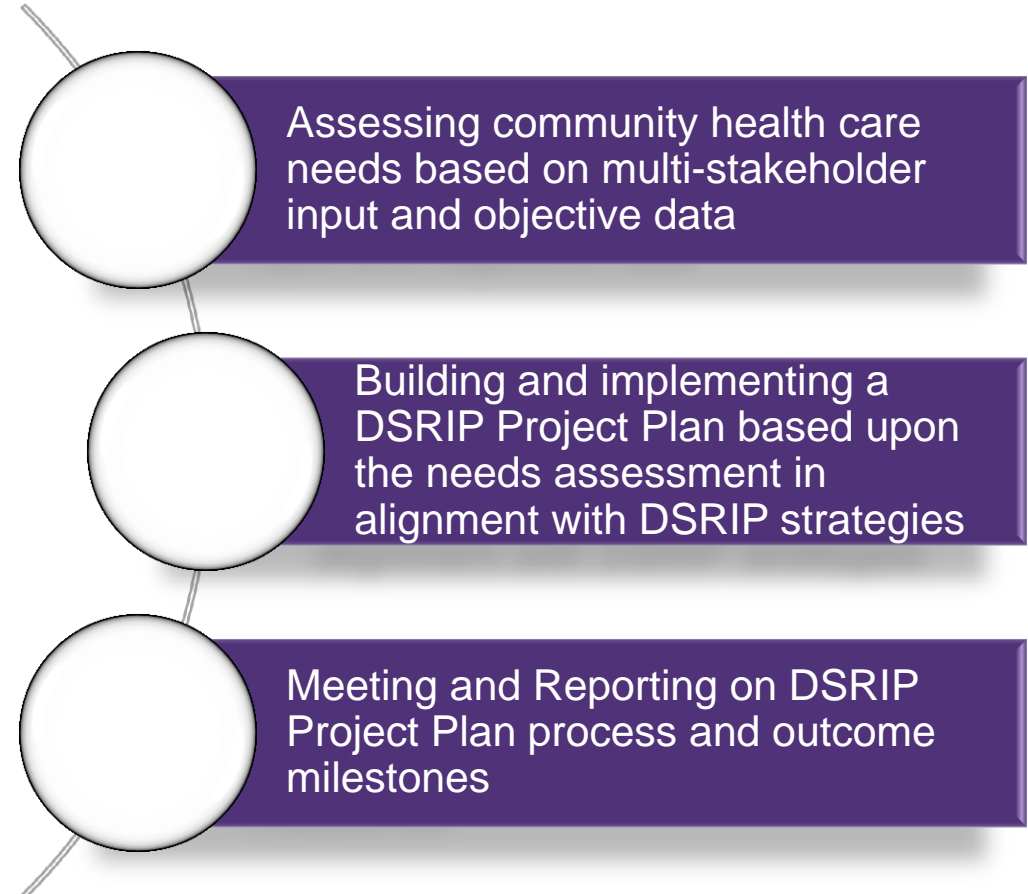 Assessing community health care
needs based on multi-stakeholder
input and objective data
Building and implementing a
DSRIP Project Plan based upon
the needs assessment in
alignment with DSRIP strategies
Meeting and Reporting on DSRIP
Project Plan process and outcome
milestones